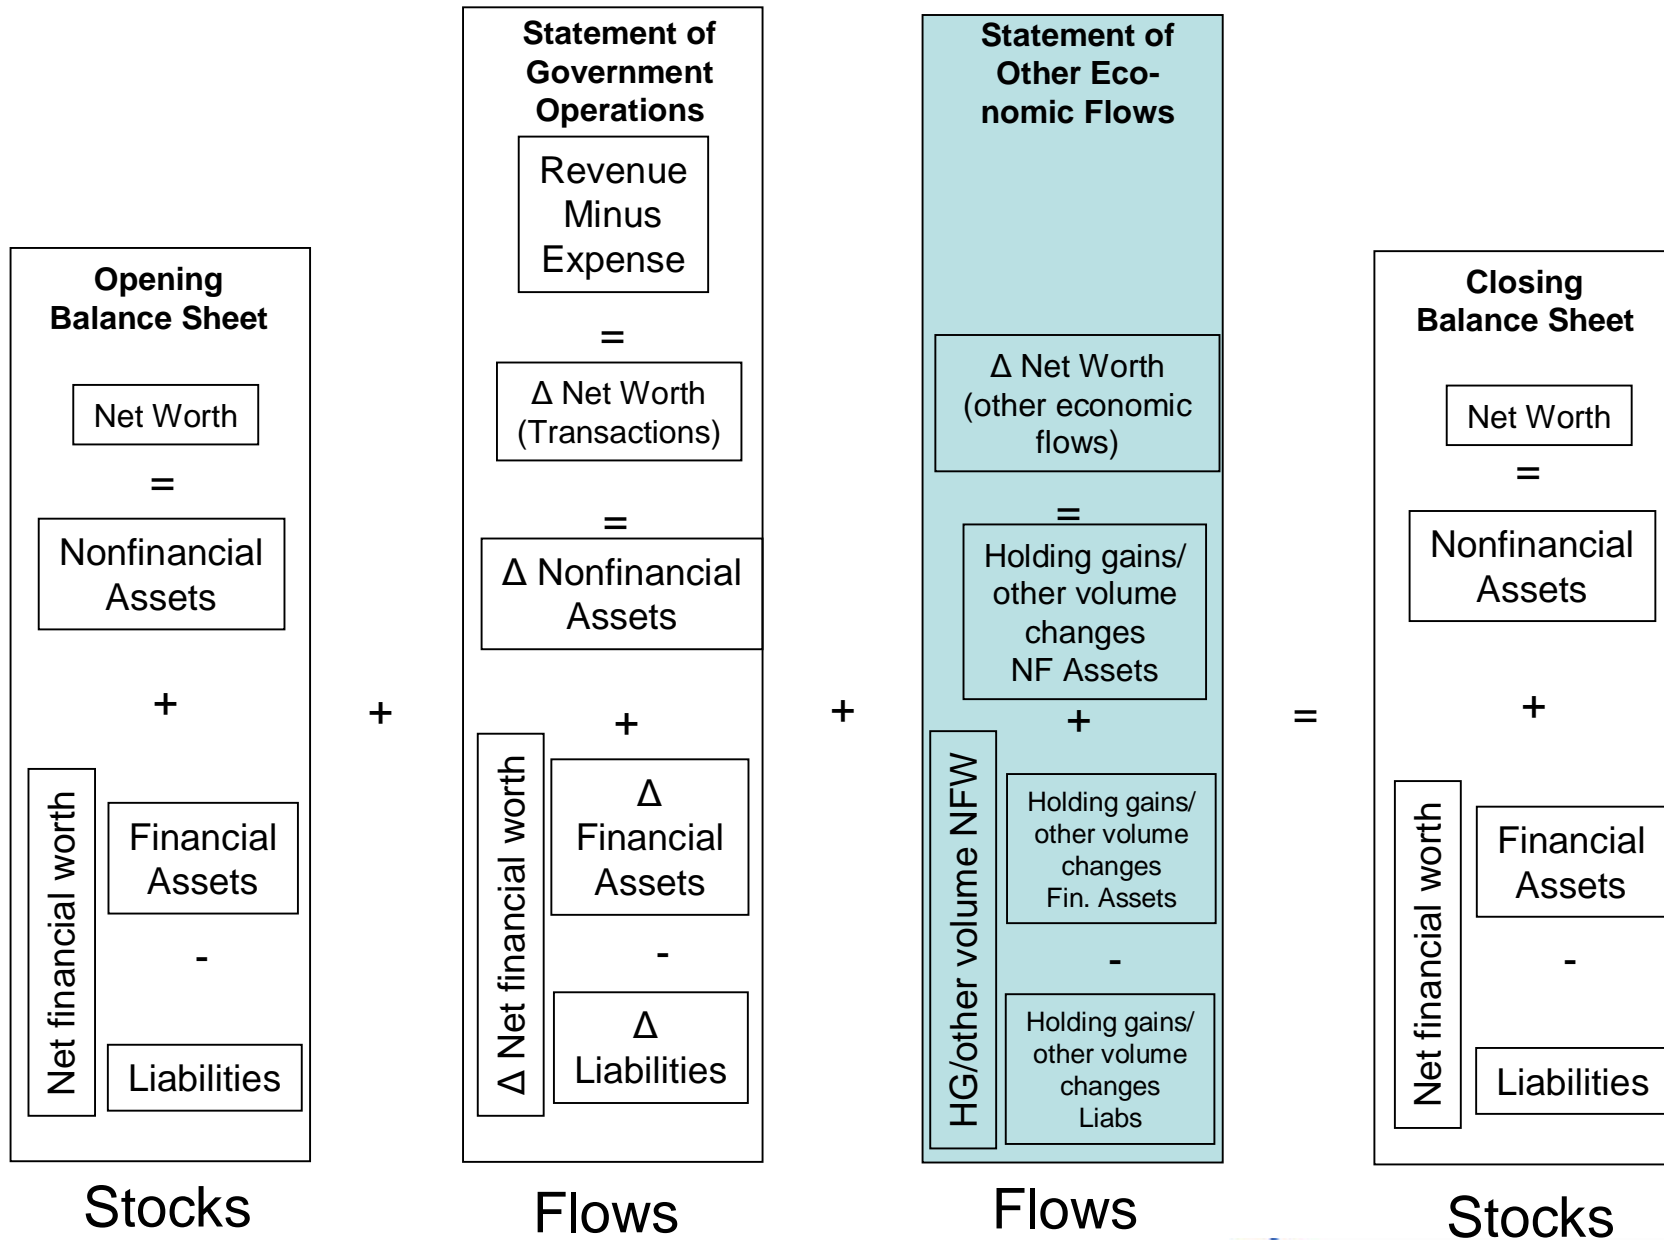 Opening
Balance Sheet
Net Worth
=
Nonfinancial
Assets
+
Net financial worth
Financial
Assets
-
Liabilities
Stocks
+
Statement of
Government
Operations
Revenue
Minus
Expense
=
Δ Net Worth
(Transactions)
=
Δ Nonfinancial
Assets
+
Δ Net financial worth
Δ
Financial
Assets
-
Δ
Liabilities
Flows
+
Statement of
Other Eco-
nomic Flows
Δ Net Worth
(other economic
flows)
=
Holding gains/
other volume
changes
NF Assets
+
HG/other volume NFW
Holding gains/
other volume
changes
Fin. Assets
-
Holding gains/
other volume
changes
Liabs
Flows
=
Closing
Balance Sheet
Net Worth
=
Nonfinancial
Assets
+
Net financial worth
Financial
Assets
-
Liabilities
Stocks